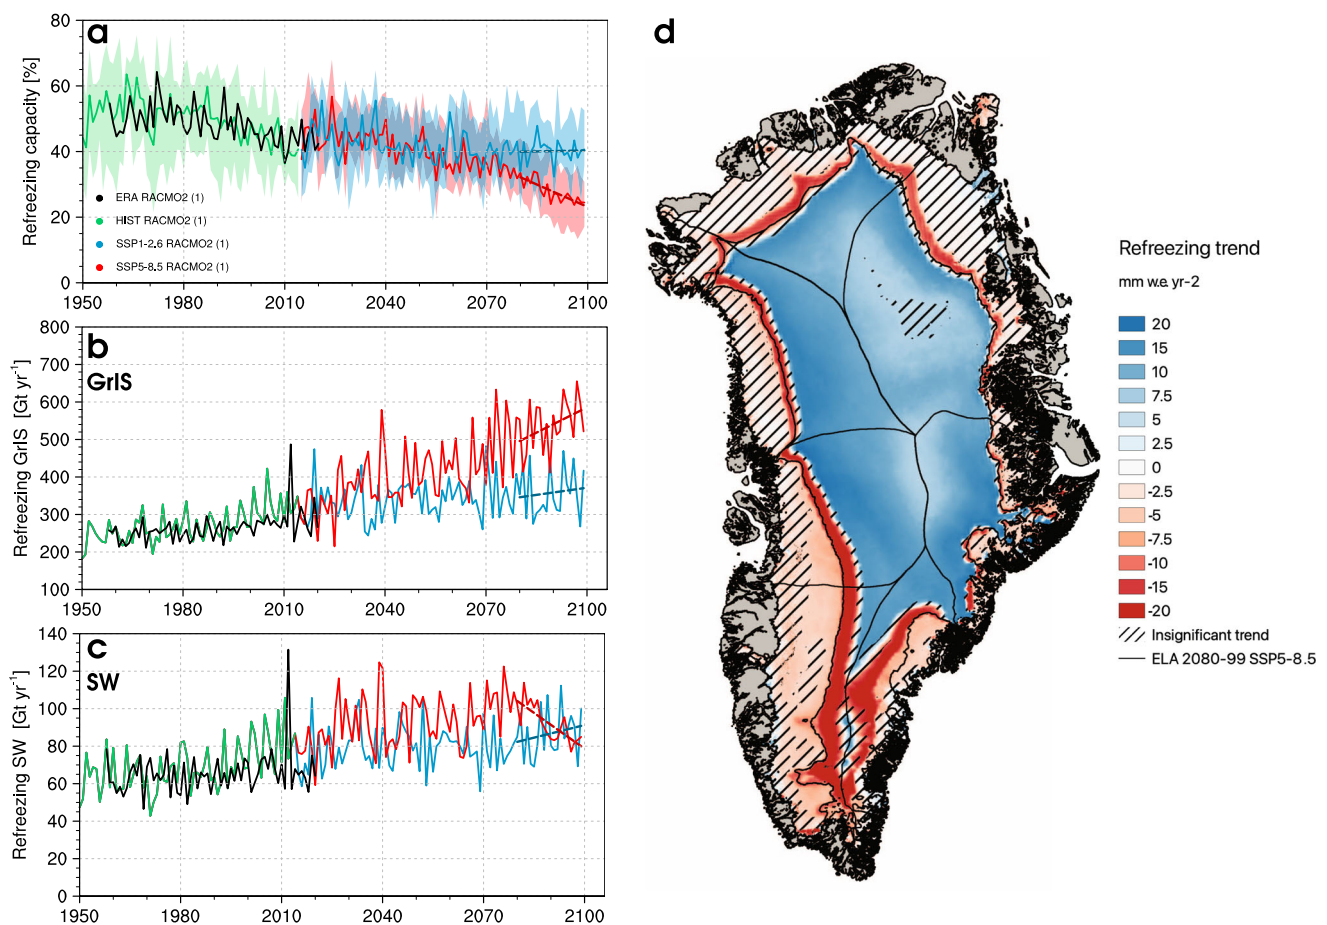 a
Refreezing capacity [%]
80
60
40
20
0
ERA RACMO2 (1)
HIST RACMO2 (1)
SSP1-2.6 RACMO2 (1)
SSP5-8.5 RACMO2 (1)
1950 1980 2010 2040 2070 2100
b
GrIS
Refreezing GrIS [Gt yr⁻¹]
800
700
600
500
400
300
200
100
1950 1980 2010 2040 2070 2100
c
SW
Refreezing SW [Gt yr⁻¹]
140
120
100
80
60
40
20
0
1950 1980 2010 2040 2070 2100
d
Refreezing trend
mm w.e. yr-2
20
15
10
7.5
5
2.5
0
-2.5
-5
-7.5
-10
-15
-20
Insignificant trend
ELA 2080-99 SSP5-8.5